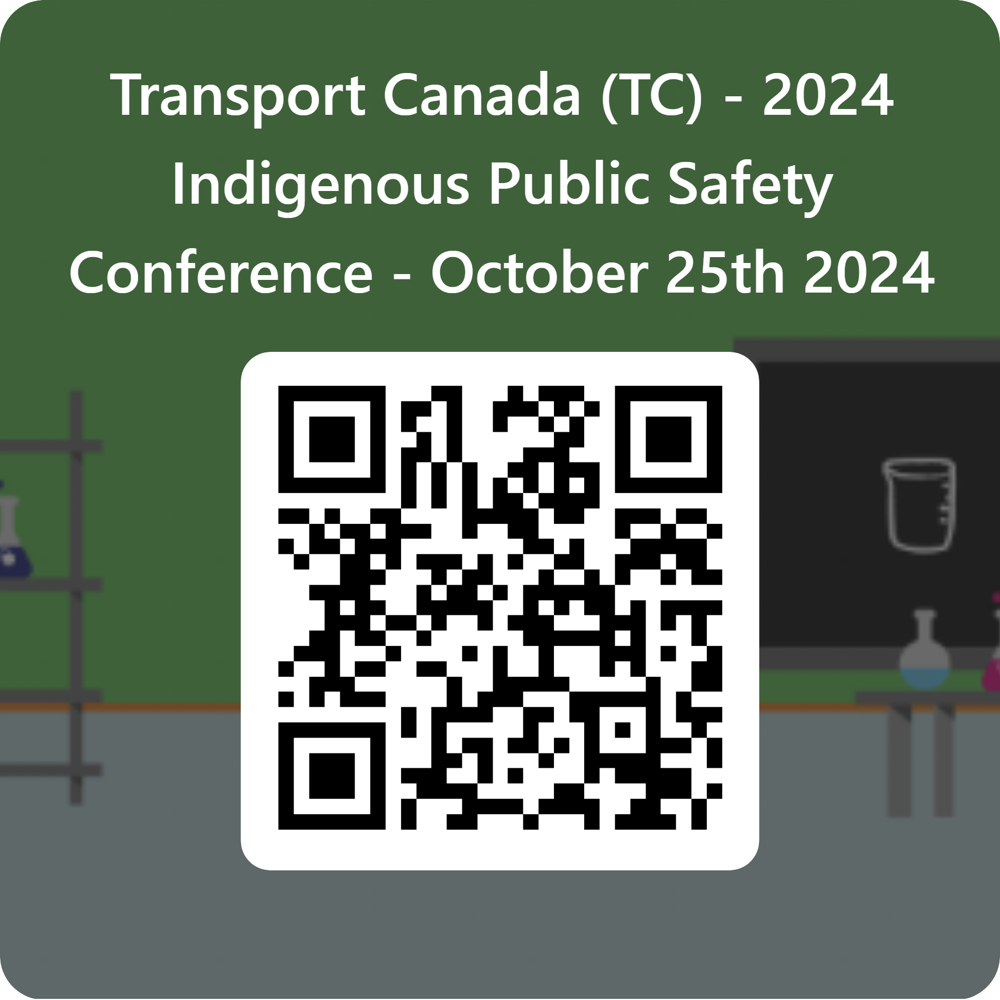 Transport Canada (TC) - 2024
Indigenous Public Safety
Conference - October 25th 2024